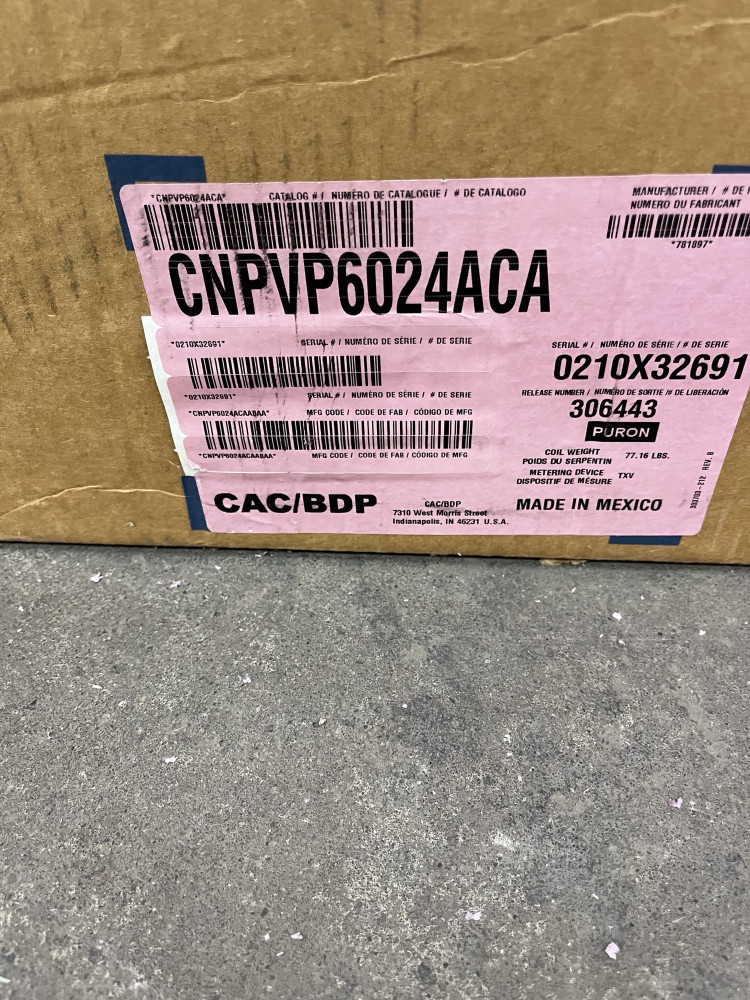 *CNPVP6024ACA* CATALOG # / NUMÉRO DE CATALOGUE / # DE CATALOGO
MANUFACTURER / # DE
NUMÉRO DU FABRICANT
*781897*
CNPVP6024ACA
*0210X32691* SERIAL # / NUMÉRO DE SÉRIE / # DE SERIE
SERIAL # / NUMÉRO DE SÉRIE / # DE SERIE
0210X32691
*0210X32691* SERIAL # / NUMÉRO DE SÉRIE / # DE SERIE
RELEASE NUMBER / NUMÉRO DE SORTIE /# DE LIBERACIÓN
306443
*CNPVP6024ACAABAA* MFG CODE / CODE DE FAB / CÓDIGO DE MFG
PURON
*CNPVP6024ACAABAA* MFG CODE / CODE DE FAB / CÓDIGO DE MFG
COIL WEIGHT
POIDS DU SERPENTIN 77.16 LBS.
METERING DEVICE TXV
DISPOSITIF DE MÉSURE
CAC/BDP
CAC/BDP
7310 West Morris Street
Indianapolis, IN 46231 U.S.A.
MADE IN MEXICO
REV. B